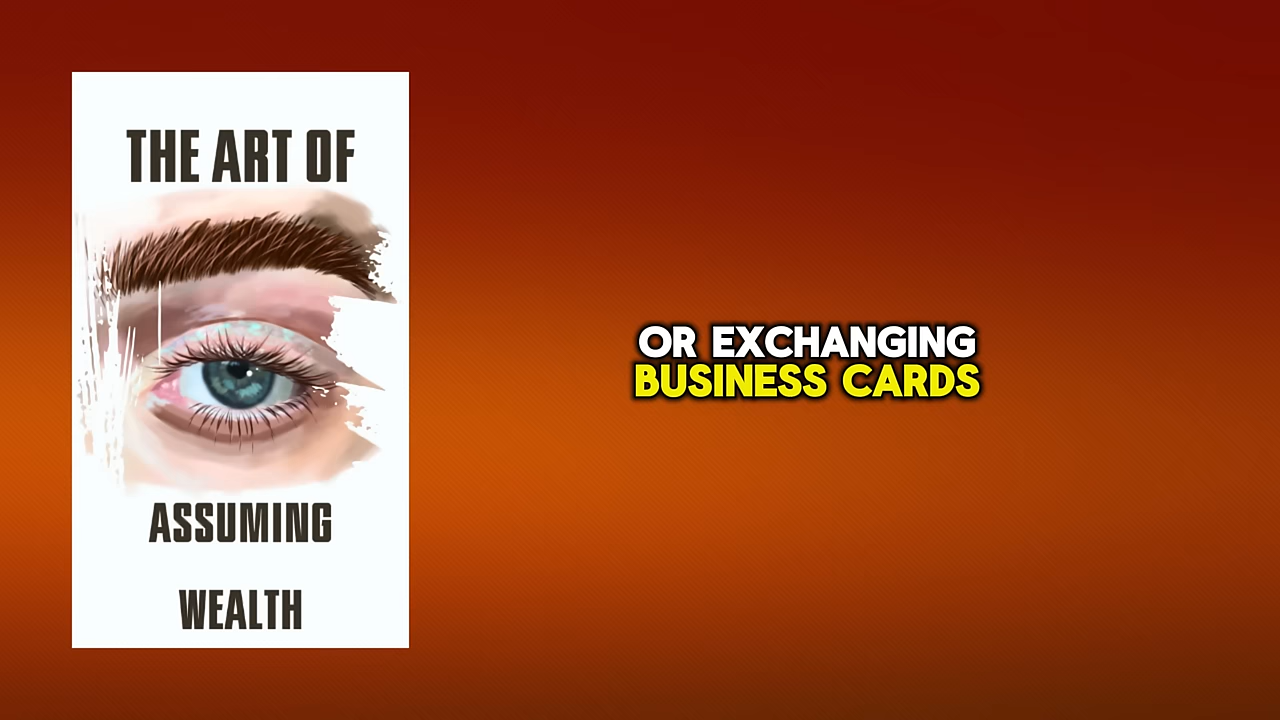 THE ART OF
ASSUMING
WEALTH
OR EXCHANGING
BUSINESS CARDS